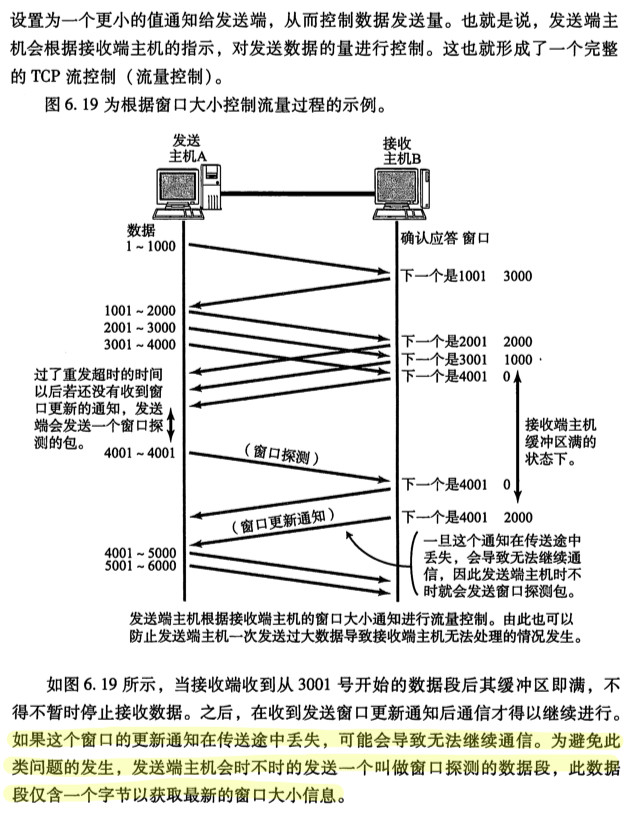 设置为一个更小的值通知给发送端，从而控制数据发送量。也就是说，发送端主
机会根据接收端主机的指示，对发送数据的量进行控制。这也就形成了一个完整
的 TCP 流控制（流量控制）。
图 6.19 为根据窗口大小控制流量过程的示例。
发送
主机A
接收
主机B
数据
确认应答 窗口
1～1000
下一个是1001 3000
1001～2000
2001～3000
3001～4000
下一个是2001 2000
下一个是3001 1000
下一个是4001 0
过了重发超时的时间
以后若还没有收到窗
口更新的通知，发送
端会发送一个窗口探
测的包。
接收端主机
缓冲区满的
状态下。
4001～4001
（窗口探测）
下一个是4001 0
（窗口更新通知）
下一个是4001 2000
4001～5000
5001～6000
一旦这个通知在传送途中
丢失，会导致无法继续通
信，因此发送端主机时不
时就会发送窗口探测包。
发送端主机根据接收端主机的窗口大小通知进行流量控制。由此也可以
防止发送端主机一次发送过大数据导致接收端主机无法处理的情况发生。
如图 6.19 所示，当接收端收到从 3001 号开始的数据段后其缓冲区即满，不
得不暂时停止接收数据。之后，在收到发送窗口更新通知后通信才得以继续进行。
如果这个窗口的更新通知在传送途中丢失，可能会导致无法继续通信。为避免此
类问题的发生，发送端主机会时不时的发送一个叫做窗口探测的数据段，此数据
段仅含一个字节以获取最新的窗口大小信息。